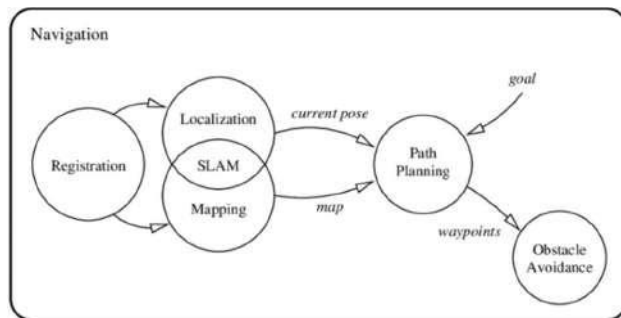 Navigation
goal
Localization
current pose
Path
Planning
Registration
SLAM
Mapping
map
waypoints
Obstacle
Avoidance